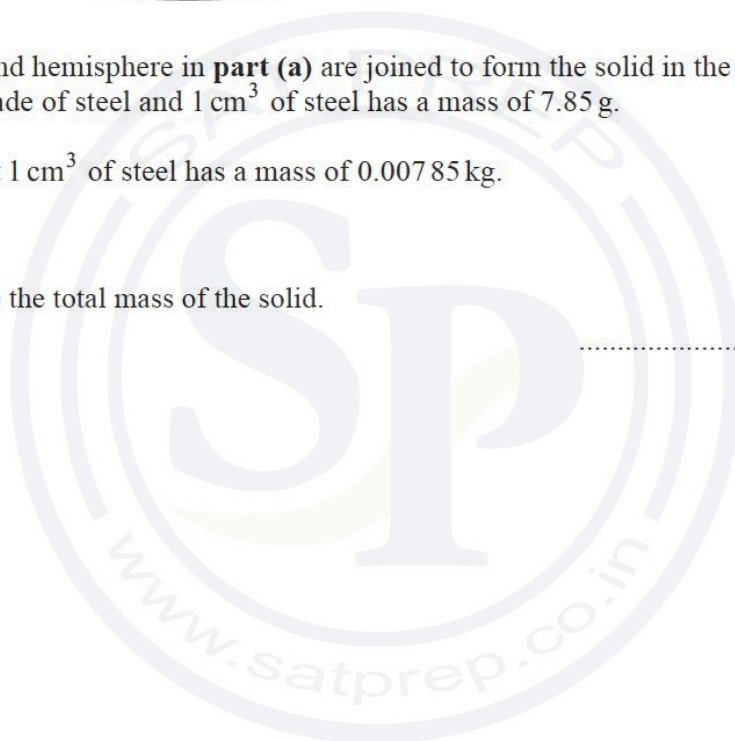 nd hemisphere in part (a) are joined to form the solid in the
de of steel and 1 cm³ of steel has a mass of 7.85 g.
1 cm³ of steel has a mass of 0.007 85 kg.
the total mass of the solid.
....................
SATPREP
SP
www.satprep.co.in